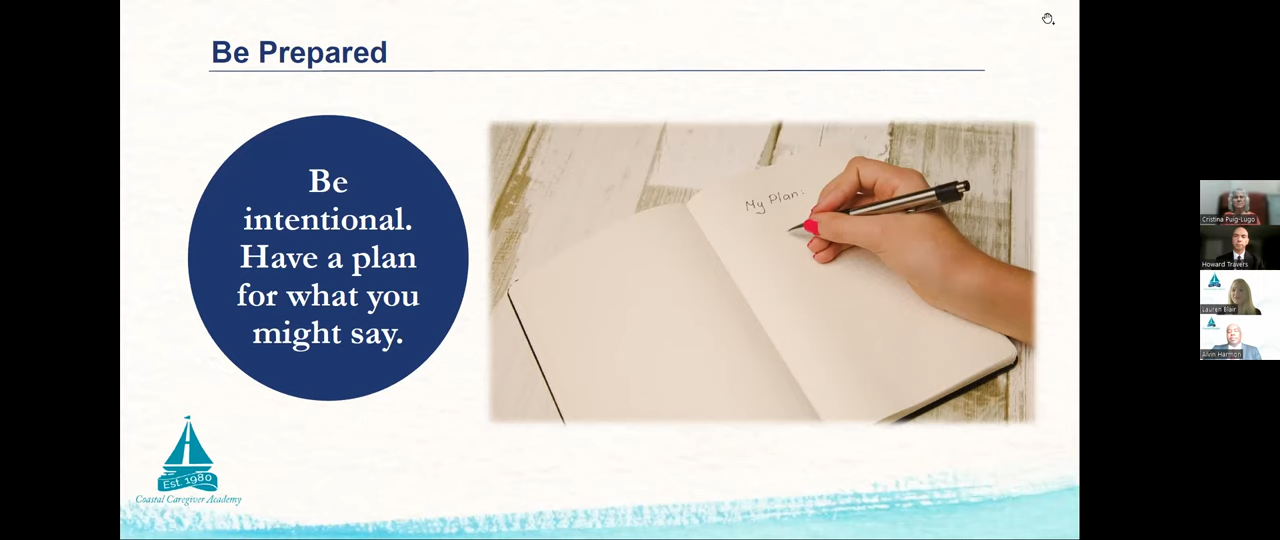 Be Prepared
Be
intentional.
Have a plan
for what you
might say.
My Plan:
Est. 1980
Coastal Caregiver Academy
Cristina Puig-Lugo
Howard Travers
Lauren Blair
Alvin Harmon